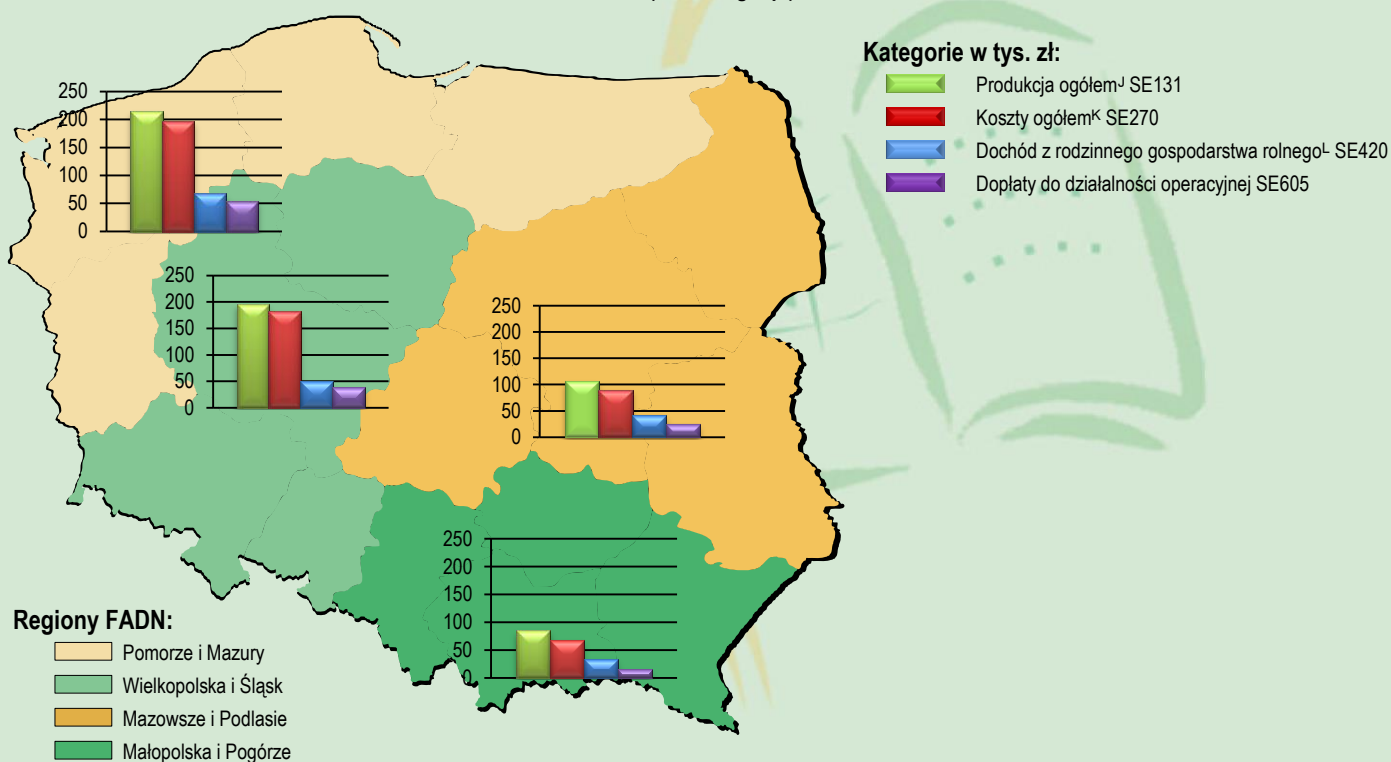 Kategorie w tys. zł:
Produkcja ogółemᴶ SE131
Koszty ogółemᴷ SE270
Dochód z rodzinnego gospodarstwa rolnegoᴸ SE420
Dopłaty do działalności operacyjnej SE605
250
200
150
100
50
0
250
200
150
100
50
0
250
200
150
100
50
0
250
200
150
100
50
0
Regiony FADN:
Pomorze i Mazury
Wielkopolska i Śląsk
Mazowsze i Podlasie
Małopolska i Pogórze